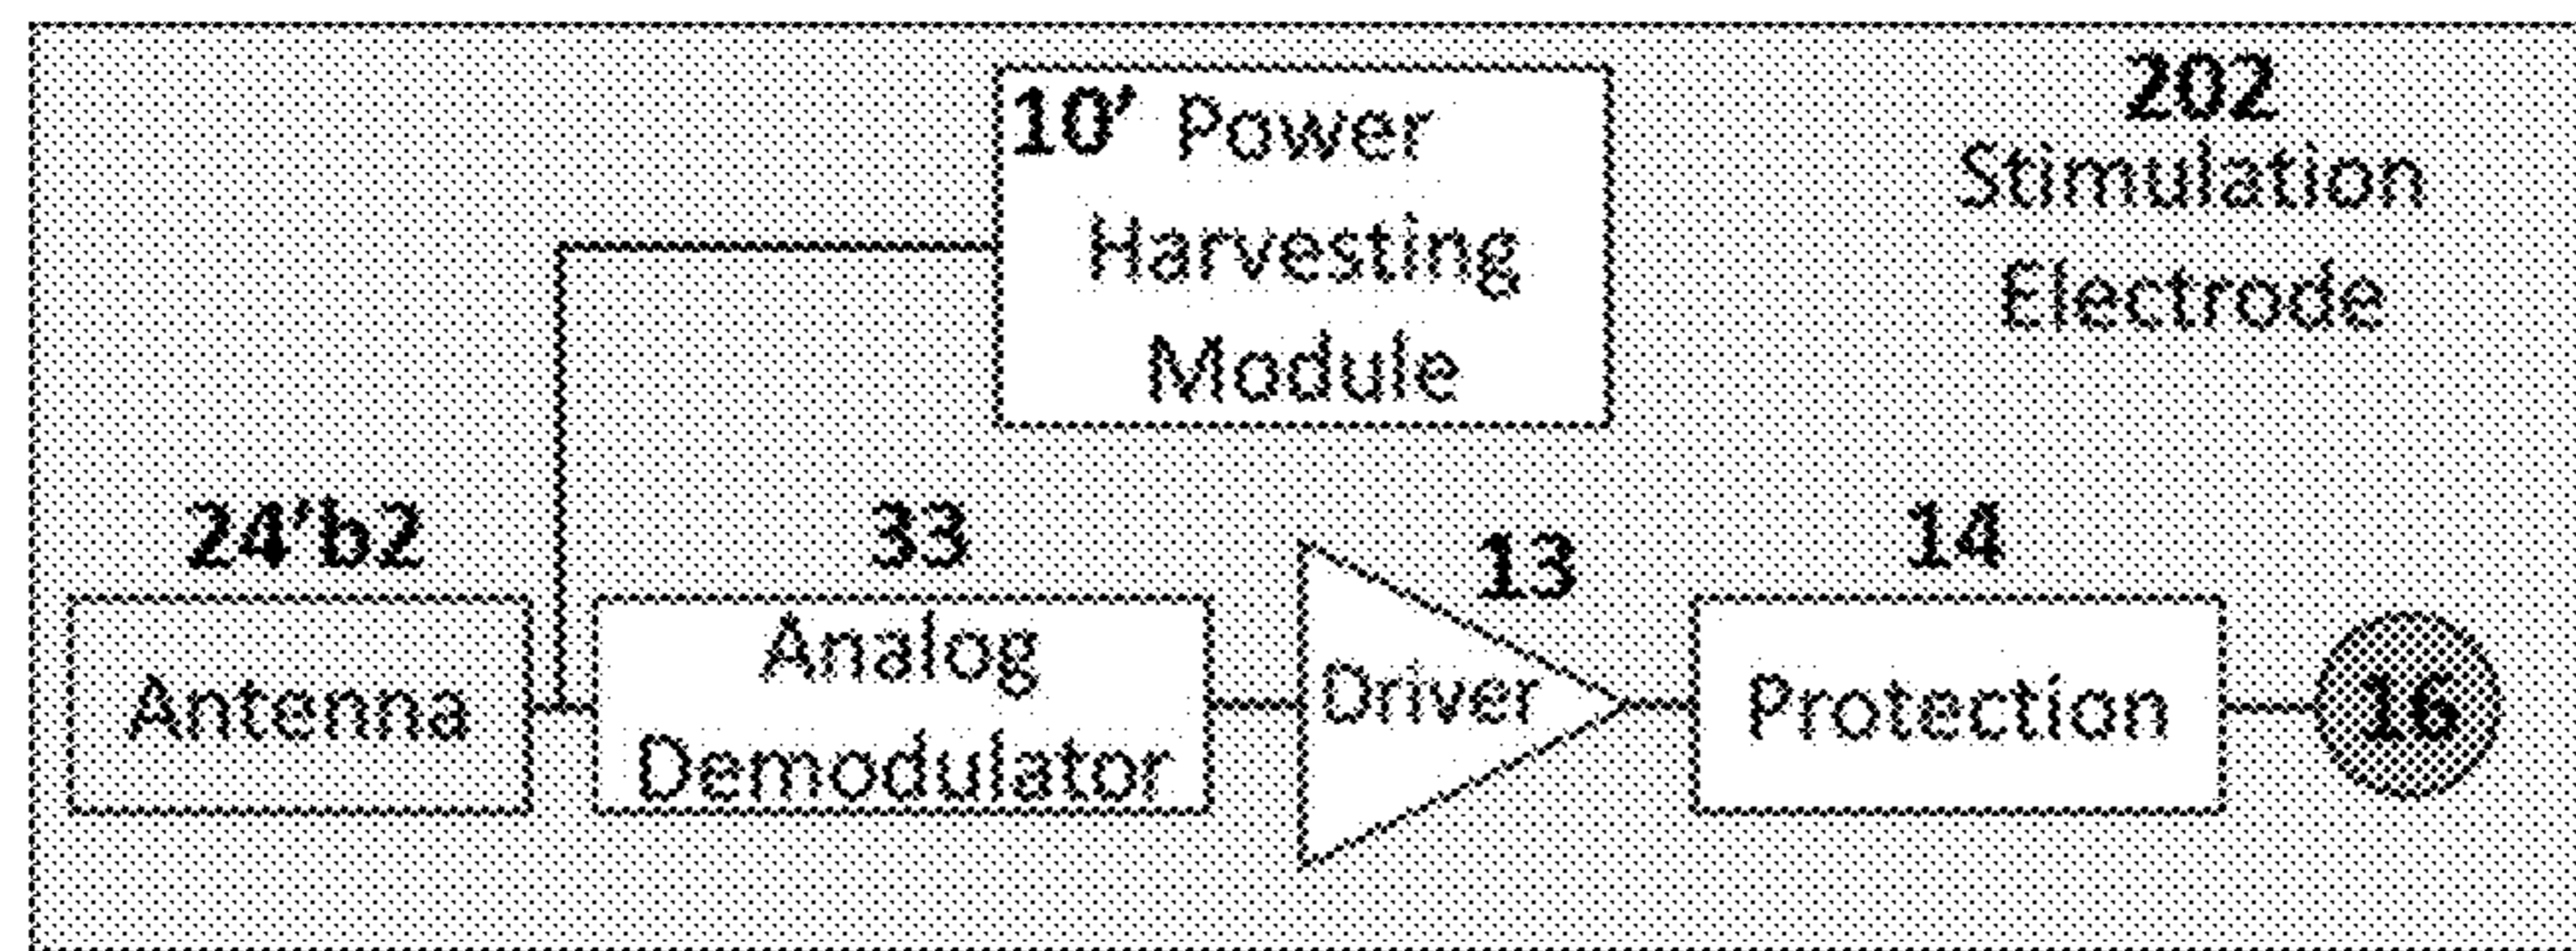 202
Stimulation
Electrode
10' Power
Harvesting
Module
24'b2
33
13
14
Antenna
Analog
Demodulator
Driver
Protection
16